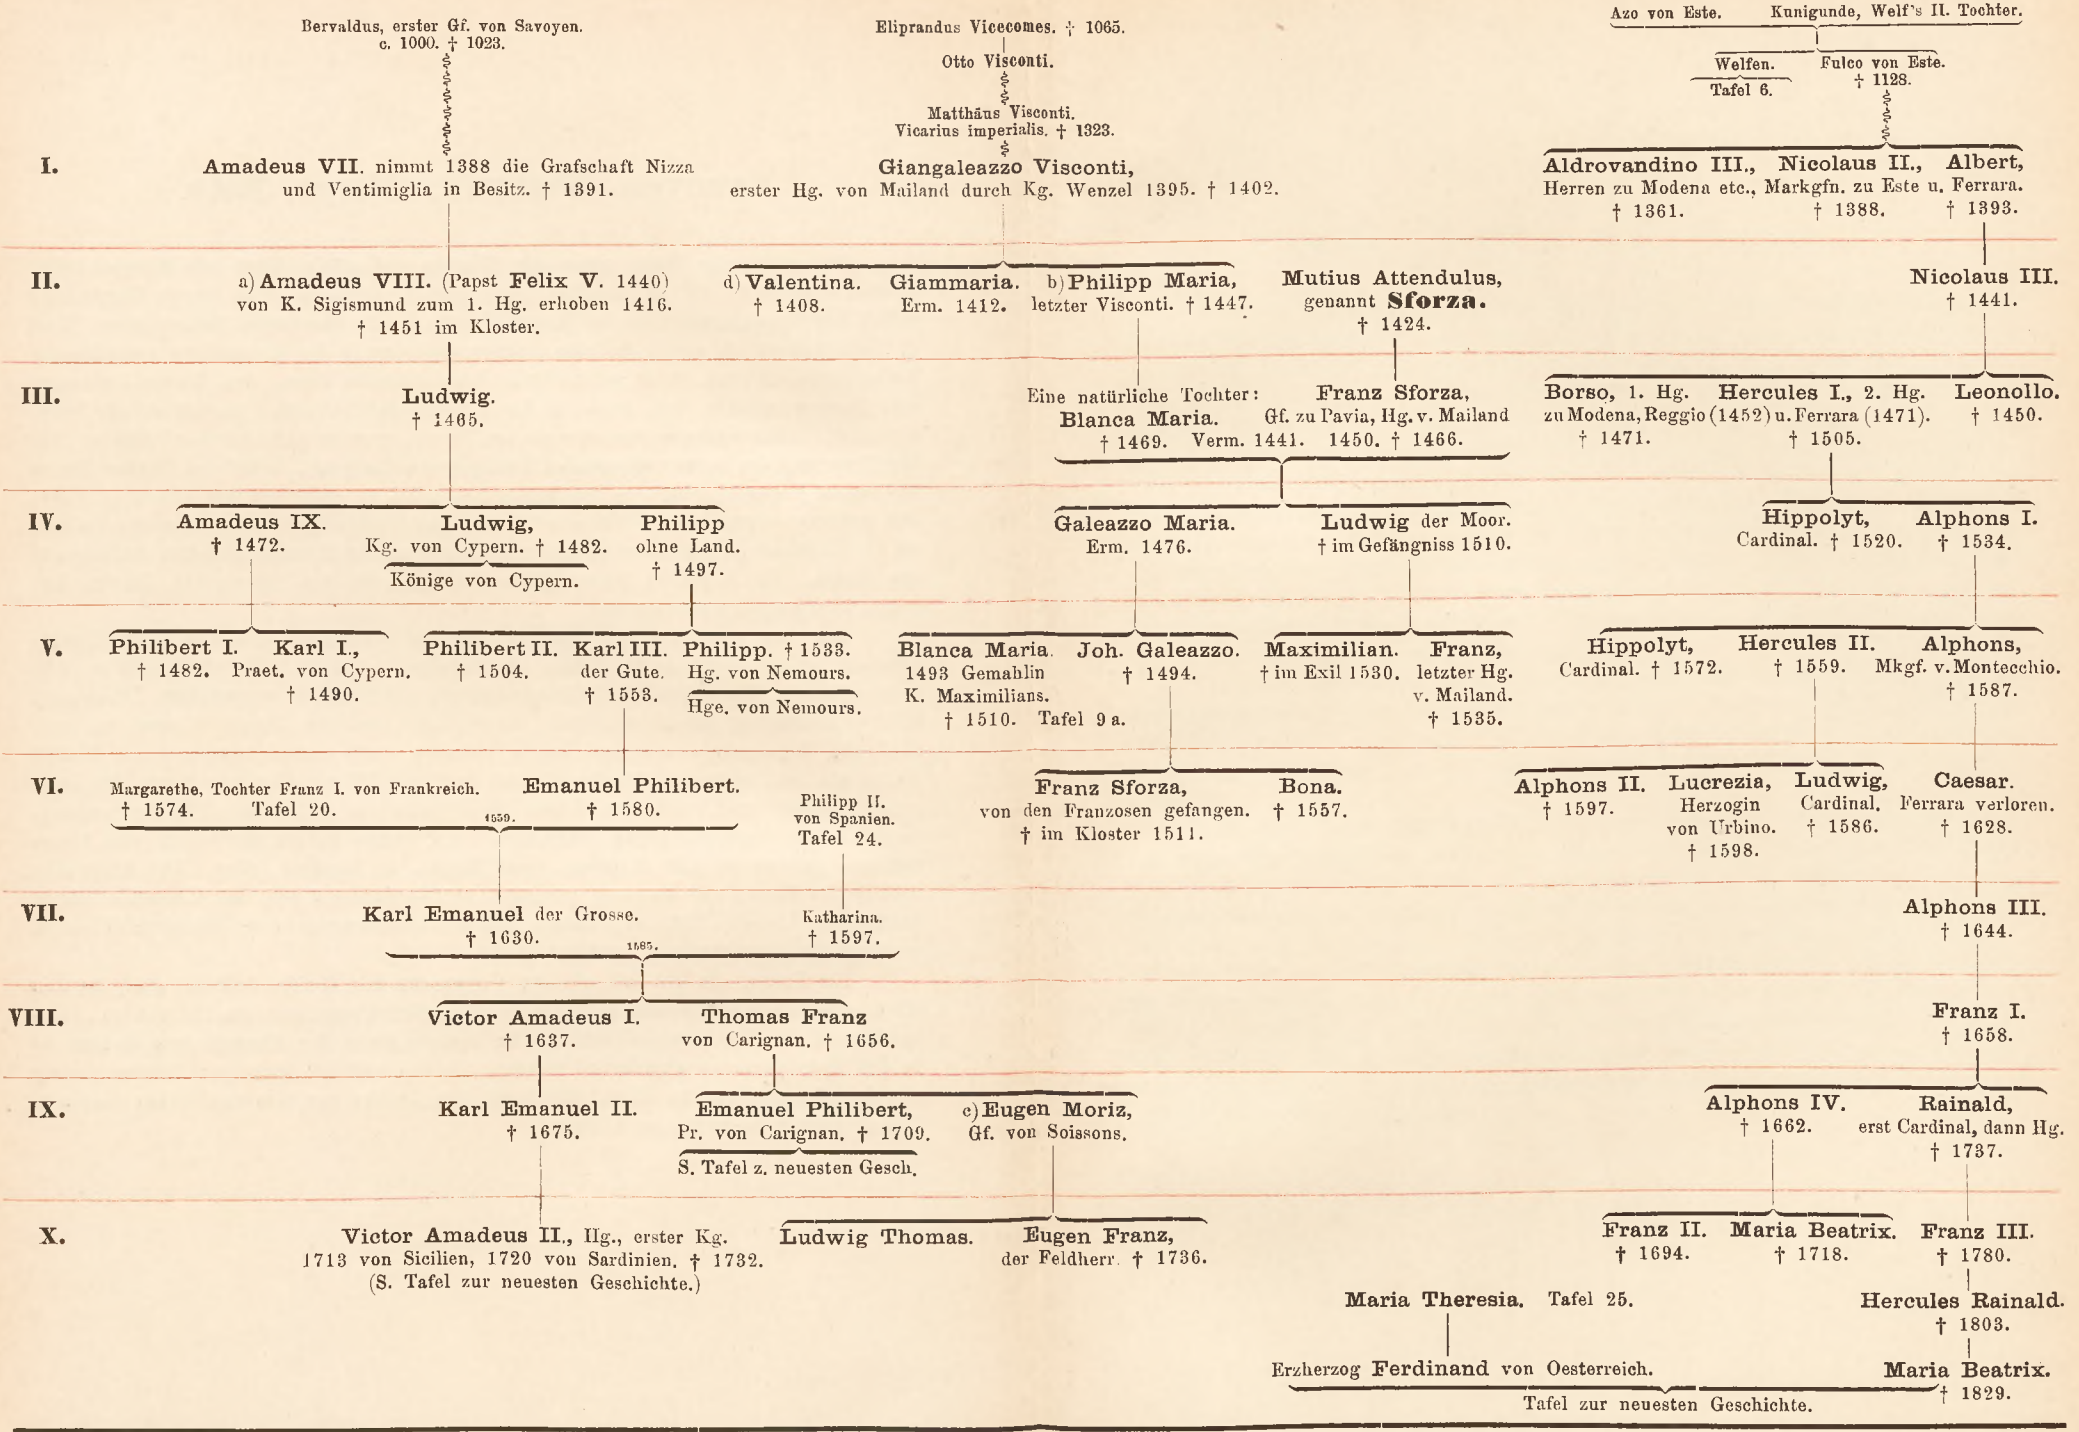 Bervaldus, erster Gf. von Savoyen.
c. 1000. † 1023.
Eliprandus Vicecomes. † 1065.
Otto Visconti.
Matthäus Visconti.
Vicarius imperialis. † 1323.
Azo von Este. Kunigunde, Welf's II. Tochter.
Welfen. Fulco von Este.
Tafel 6. † 1128.
I.
Amadeus VII. nimmt 1388 die Grafschaft Nizza
und Ventimiglia in Besitz. † 1391.
Giangaleazzo Visconti,
erster Hg. von Mailand durch Kg. Wenzel 1395. † 1402.
Aldrovandino III., Nicolaus II., Albert,
Herren zu Modena etc., Markgfn. zu Este u. Ferrara.
† 1361. † 1388. † 1393.
II.
a) Amadeus VIII. (Papst Felix V. 1440)
von K. Sigismund zum 1. Hg. erhoben 1416.
† 1451 im Kloster.
d) Valentina. Giammaria. b) Philipp Maria,
† 1408. Erm. 1412. letzter Visconti. † 1447.
Mutius Attendulus,
genannt Sforza.
† 1424.
Nicolaus III.
† 1441.
III.
Ludwig.
† 1465.
Eine natürliche Tochter: Franz Sforza,
Blanca Maria. Gf. zu Pavia, Hg. v. Mailand
† 1469. Verm. 1441. 1450. † 1466.
Borso, 1. Hg. Hercules I., 2. Hg. Leonollo.
zu Modena, Reggio (1452) u. Ferrara (1471). † 1450.
† 1471. † 1505.
IV.
Amadeus IX. Ludwig, Philipp
† 1472. Kg. von Cypern. † 1482. ohne Land.
Könige von Cypern. † 1497.
Galeazzo Maria. Ludwig der Moor.
Erm. 1476. † im Gefängniss 1510.
Hippolyt, Alphons I.
Cardinal. † 1520. † 1534.
V.
Philibert I. Karl I., Philibert II. Karl III. Philipp. † 1533.
† 1482. Praet. von Cypern. † 1504. der Gute. Hg. von Nemours.
† 1490. † 1553. Hge. von Nemours.
Blanca Maria. Joh. Galeazzo. Maximilian. Franz,
1493 Gemahlin † 1494. † im Exil 1530. letzter Hg.
K. Maximilians. v. Mailand.
† 1510. Tafel 9 a. † 1535.
Hippolyt, Hercules II. Alphons,
Cardinal. † 1572. † 1559. Mkgf. v. Montecchio.
† 1587.
VI.
Margarethe, Tochter Franz I. von Frankreich. Emanuel Philibert.
† 1574. Tafel 20. 1559. † 1580.
Philipp II.
von Spanien.
Tafel 24.
Franz Sforza, Bona.
von den Franzosen gefangen. † 1557.
† im Kloster 1511.
Alphons II. Lucrezia, Ludwig, Caesar.
† 1597. Herzogin Cardinal. Ferrara verloren.
von Urbino. † 1586. † 1628.
† 1598.
VII.
Karl Emanuel der Grosse. Katharina.
† 1630. 1585. † 1597.
Alphons III.
† 1644.
VIII.
Victor Amadeus I. Thomas Franz
† 1637. von Carignan. † 1656.
Franz I.
† 1658.
IX.
Karl Emanuel II. Emanuel Philibert, c) Eugen Moriz,
† 1675. Pr. von Carignan. † 1709. Gf. von Soissons.
S. Tafel z. neuesten Gesch.
Alphons IV. Rainald,
† 1662. erst Cardinal, dann Hg.
† 1737.
X.
Victor Amadeus II., Hg., erster Kg.
1713 von Sicilien, 1720 von Sardinien. † 1732.
(S. Tafel zur neuesten Geschichte.)
Ludwig Thomas. Eugen Franz,
der Feldherr. † 1736.
Franz II. Maria Beatrix. Franz III.
† 1694. † 1718. † 1780.
Maria Theresia. Tafel 25. Hercules Rainald.
† 1803.
Erzherzog Ferdinand von Oesterreich. Maria Beatrix.
† 1829.
Tafel zur neuesten Geschichte.